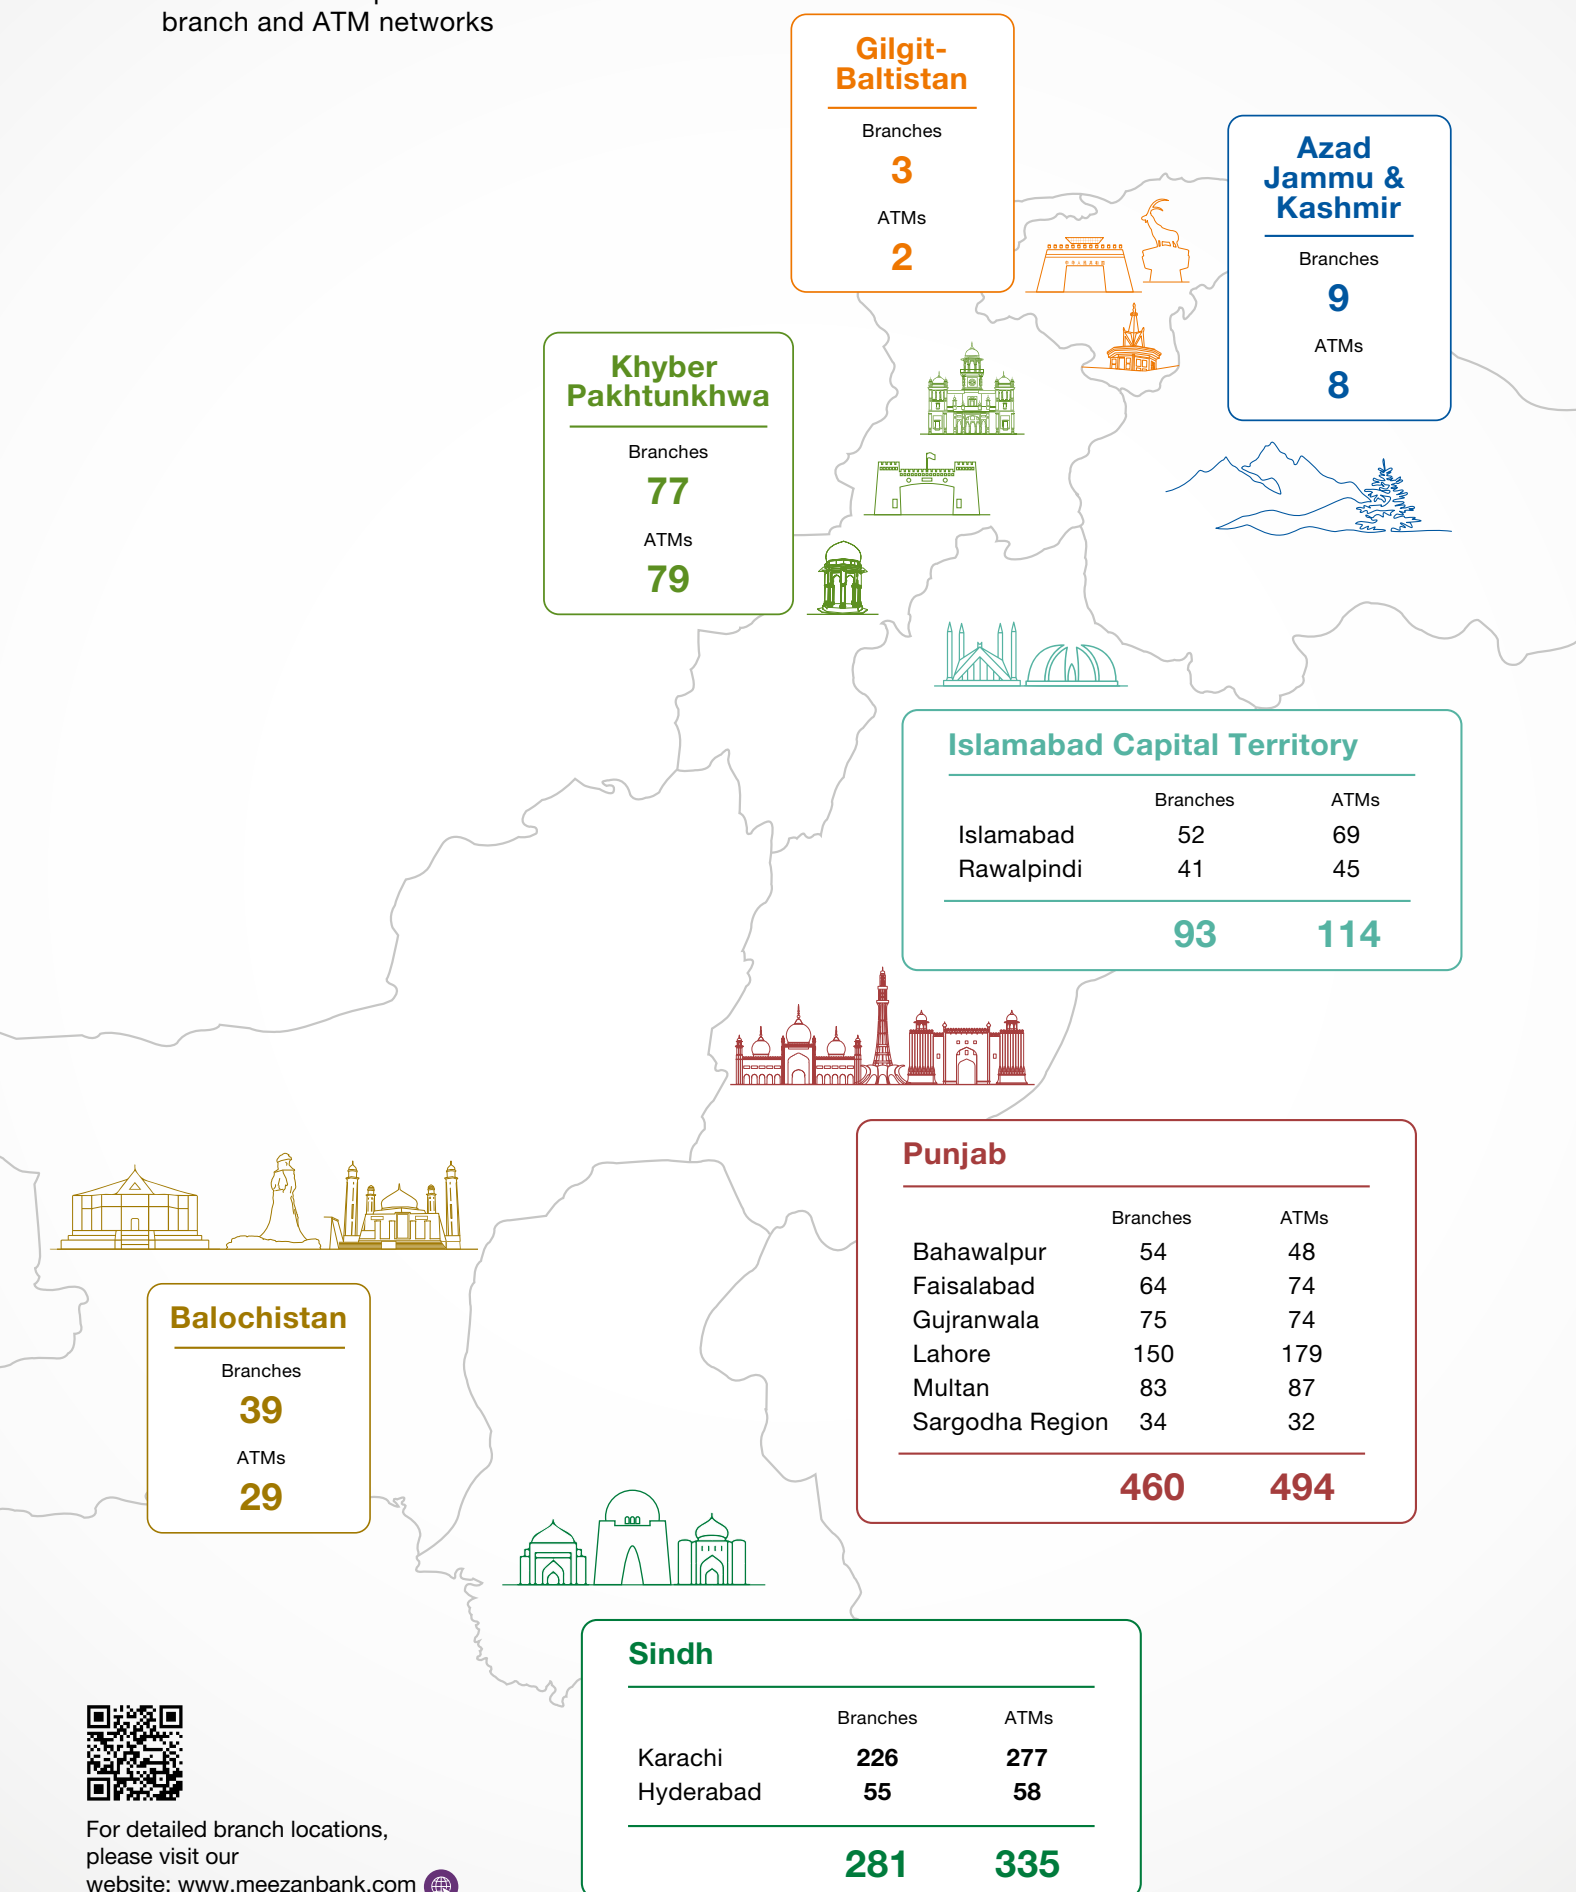 branch and ATM networks
Gilgit-
Baltistan
Branches
3
ATMs
2
Azad
Jammu &
Kashmir
Branches
9
ATMs
8
Khyber
Pakhtunkhwa
Branches
77
ATMs
79
Islamabad Capital Territory
Branches ATMs
Islamabad 52 69
Rawalpindi 41 45
93 114
Punjab
Branches ATMs
Bahawalpur 54 48
Faisalabad 64 74
Gujranwala 75 74
Lahore 150 179
Multan 83 87
Sargodha Region 34 32
460 494
Balochistan
Branches
39
ATMs
29
Sindh
Branches ATMs
Karachi 226 277
Hyderabad 55 58
281 335
For detailed branch locations,
please visit our
website: www.meezanbank.com